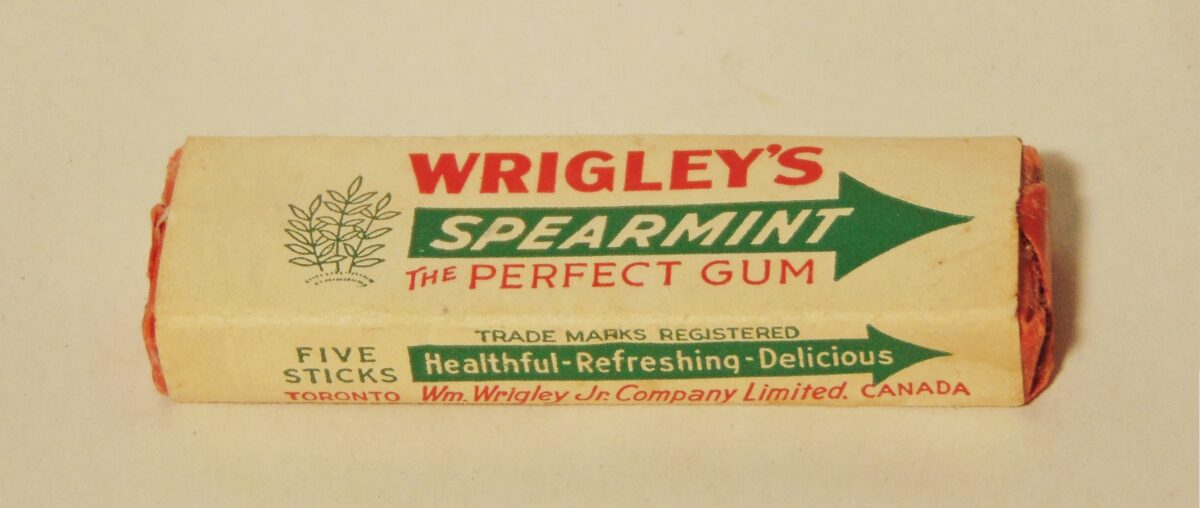 WRIGLEY'S
SPEARMINT
THE PERFECT GUM
TRADE MARKS REGISTERED
FIVE
STICKS
Healthful-Refreshing-Delicious
TORONTO
Wm. Wrigley Jr. Company Limited. CANADA